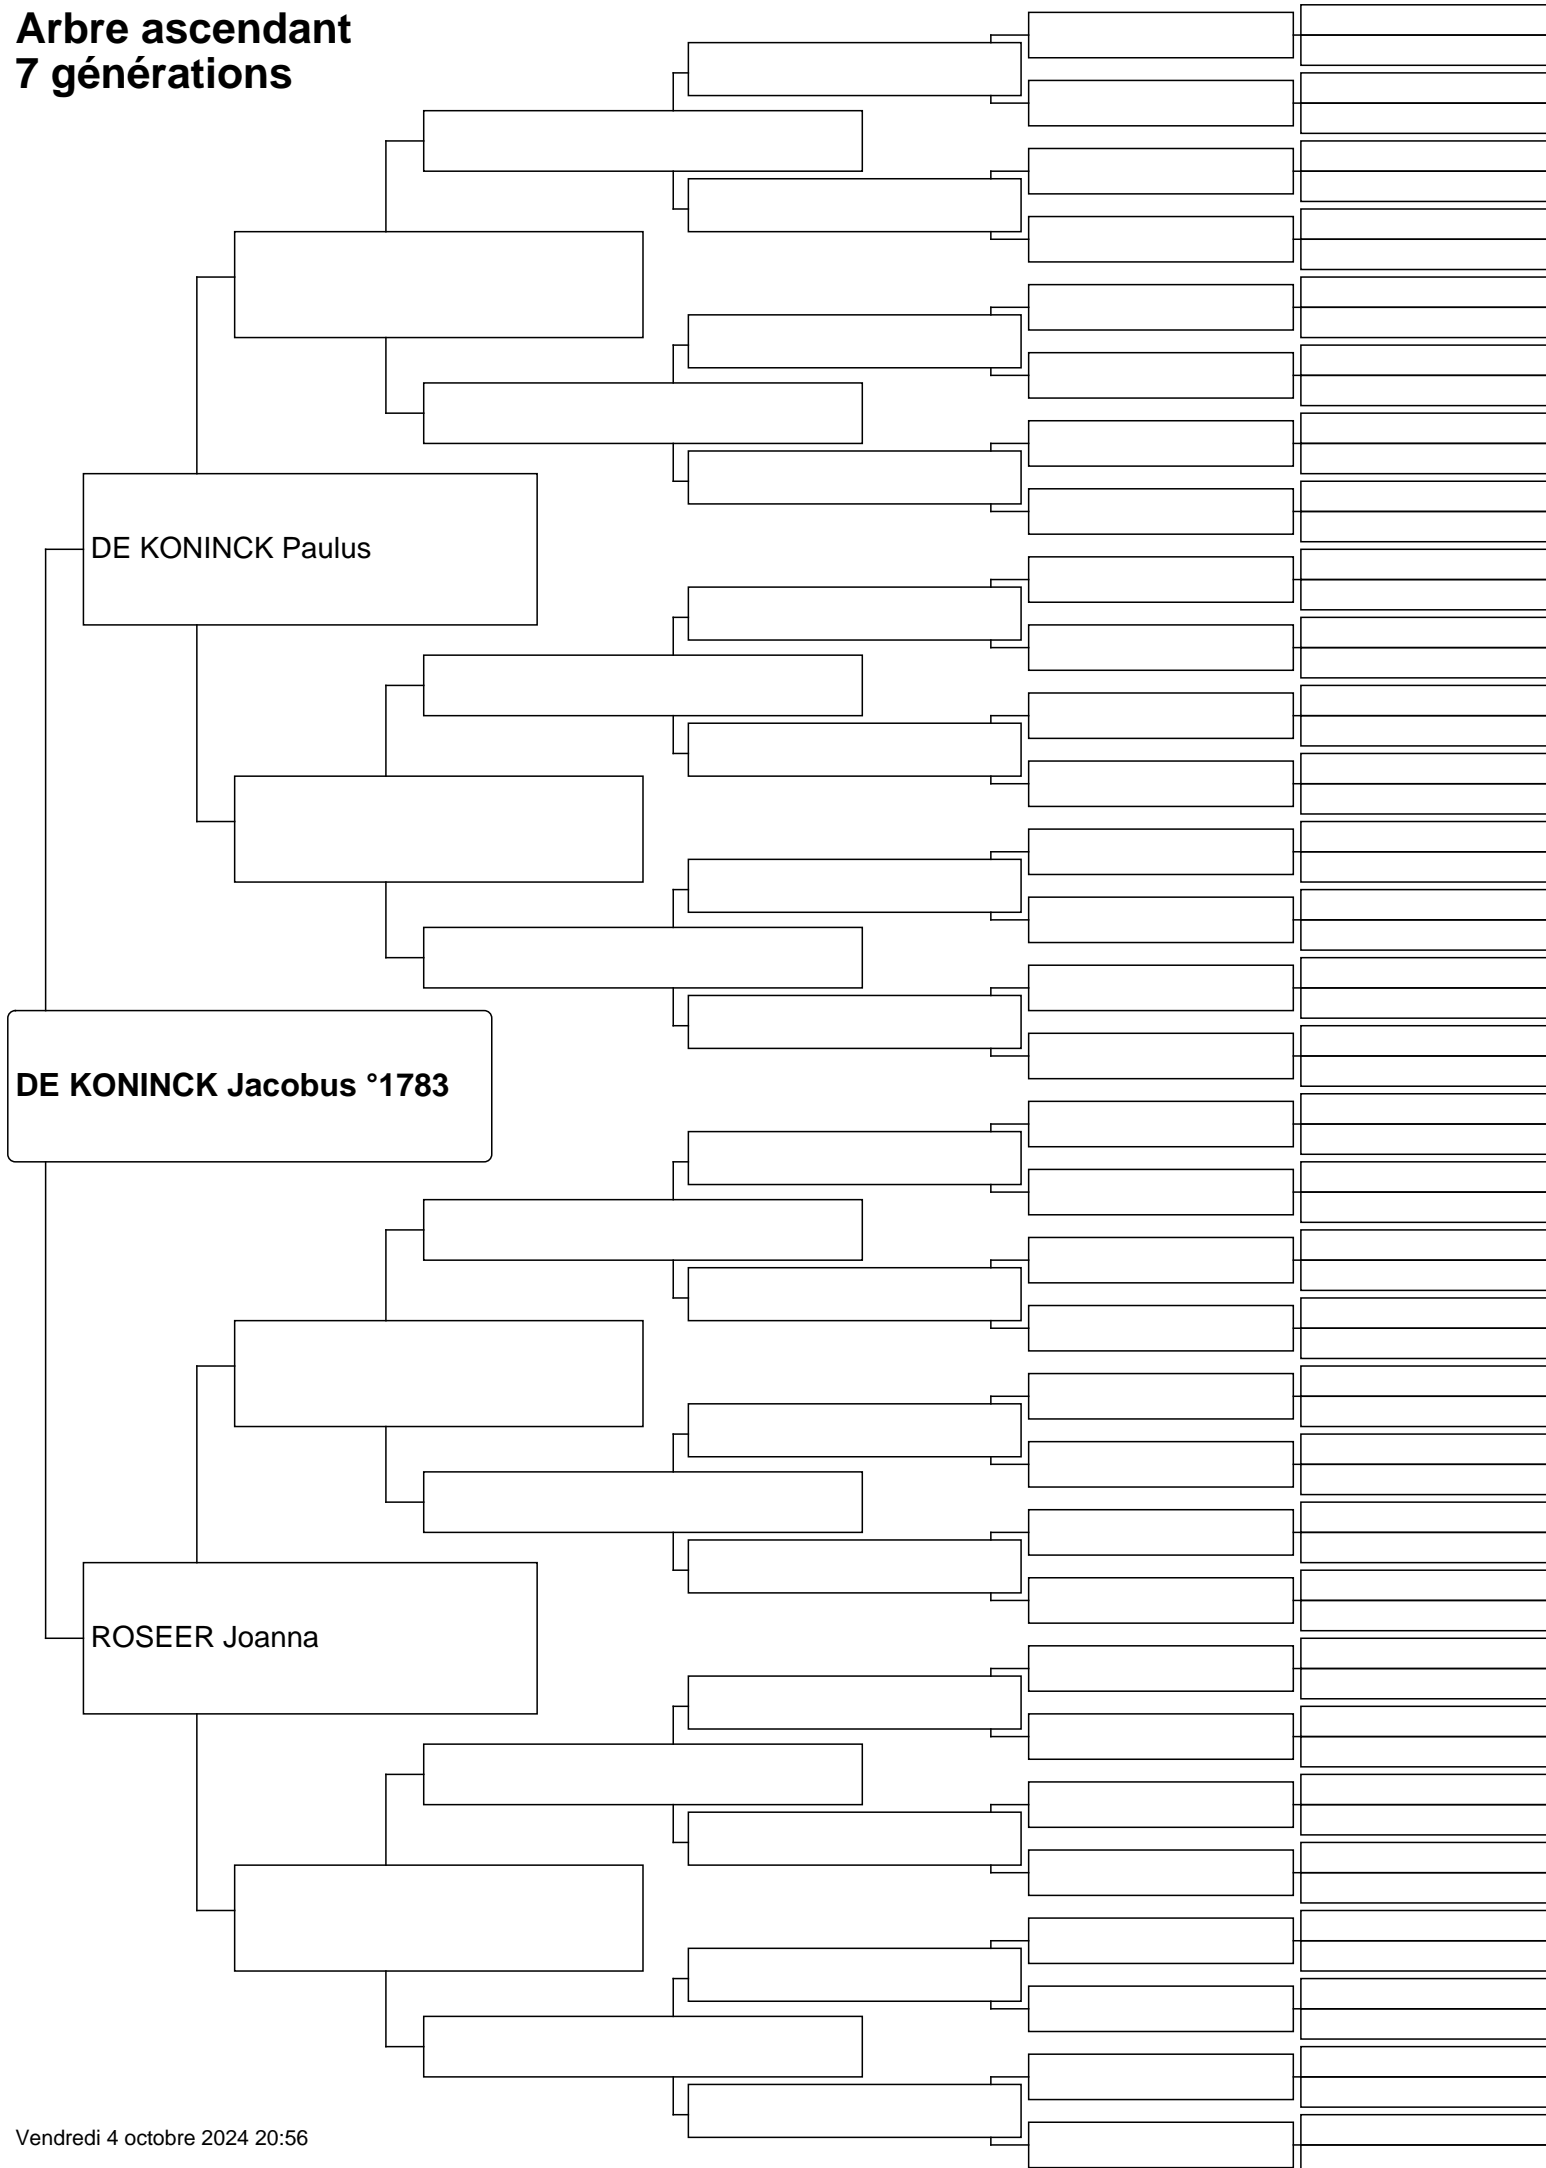 Arbre ascendant
7 générations
DE KONINCK Paulus
DE KONINCK Jacobus °1783
ROSEER Joanna
Vendredi 4 octobre 2024 20:56